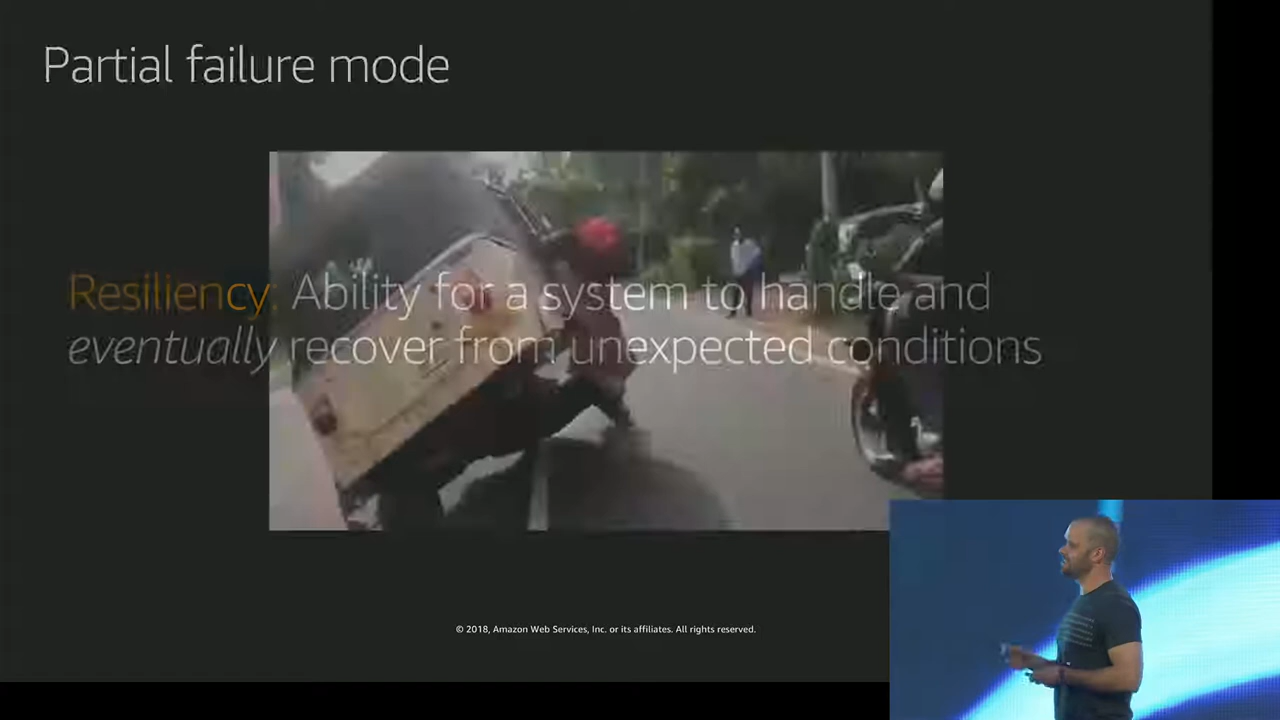 Partial failure mode
Resiliency: Ability for a system to handle and
eventually recover from unexpected conditions
© 2018, Amazon Web Services, Inc. or its affiliates. All rights reserved.